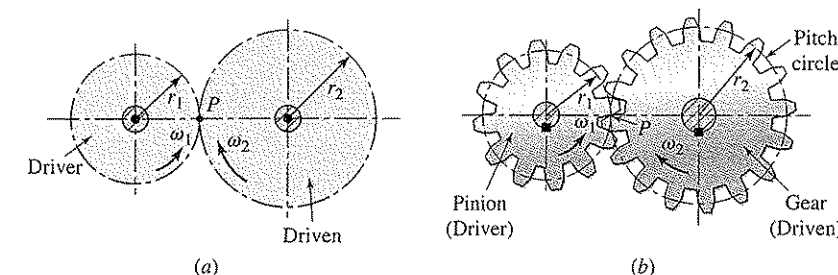 r1
P
r2
ω1
ω2
Driver
Driven
(a)
Pitch
circle
r1
r2
ω1
P
ω2
Pinion
(Driver)
Gear
(Driven)
(b)